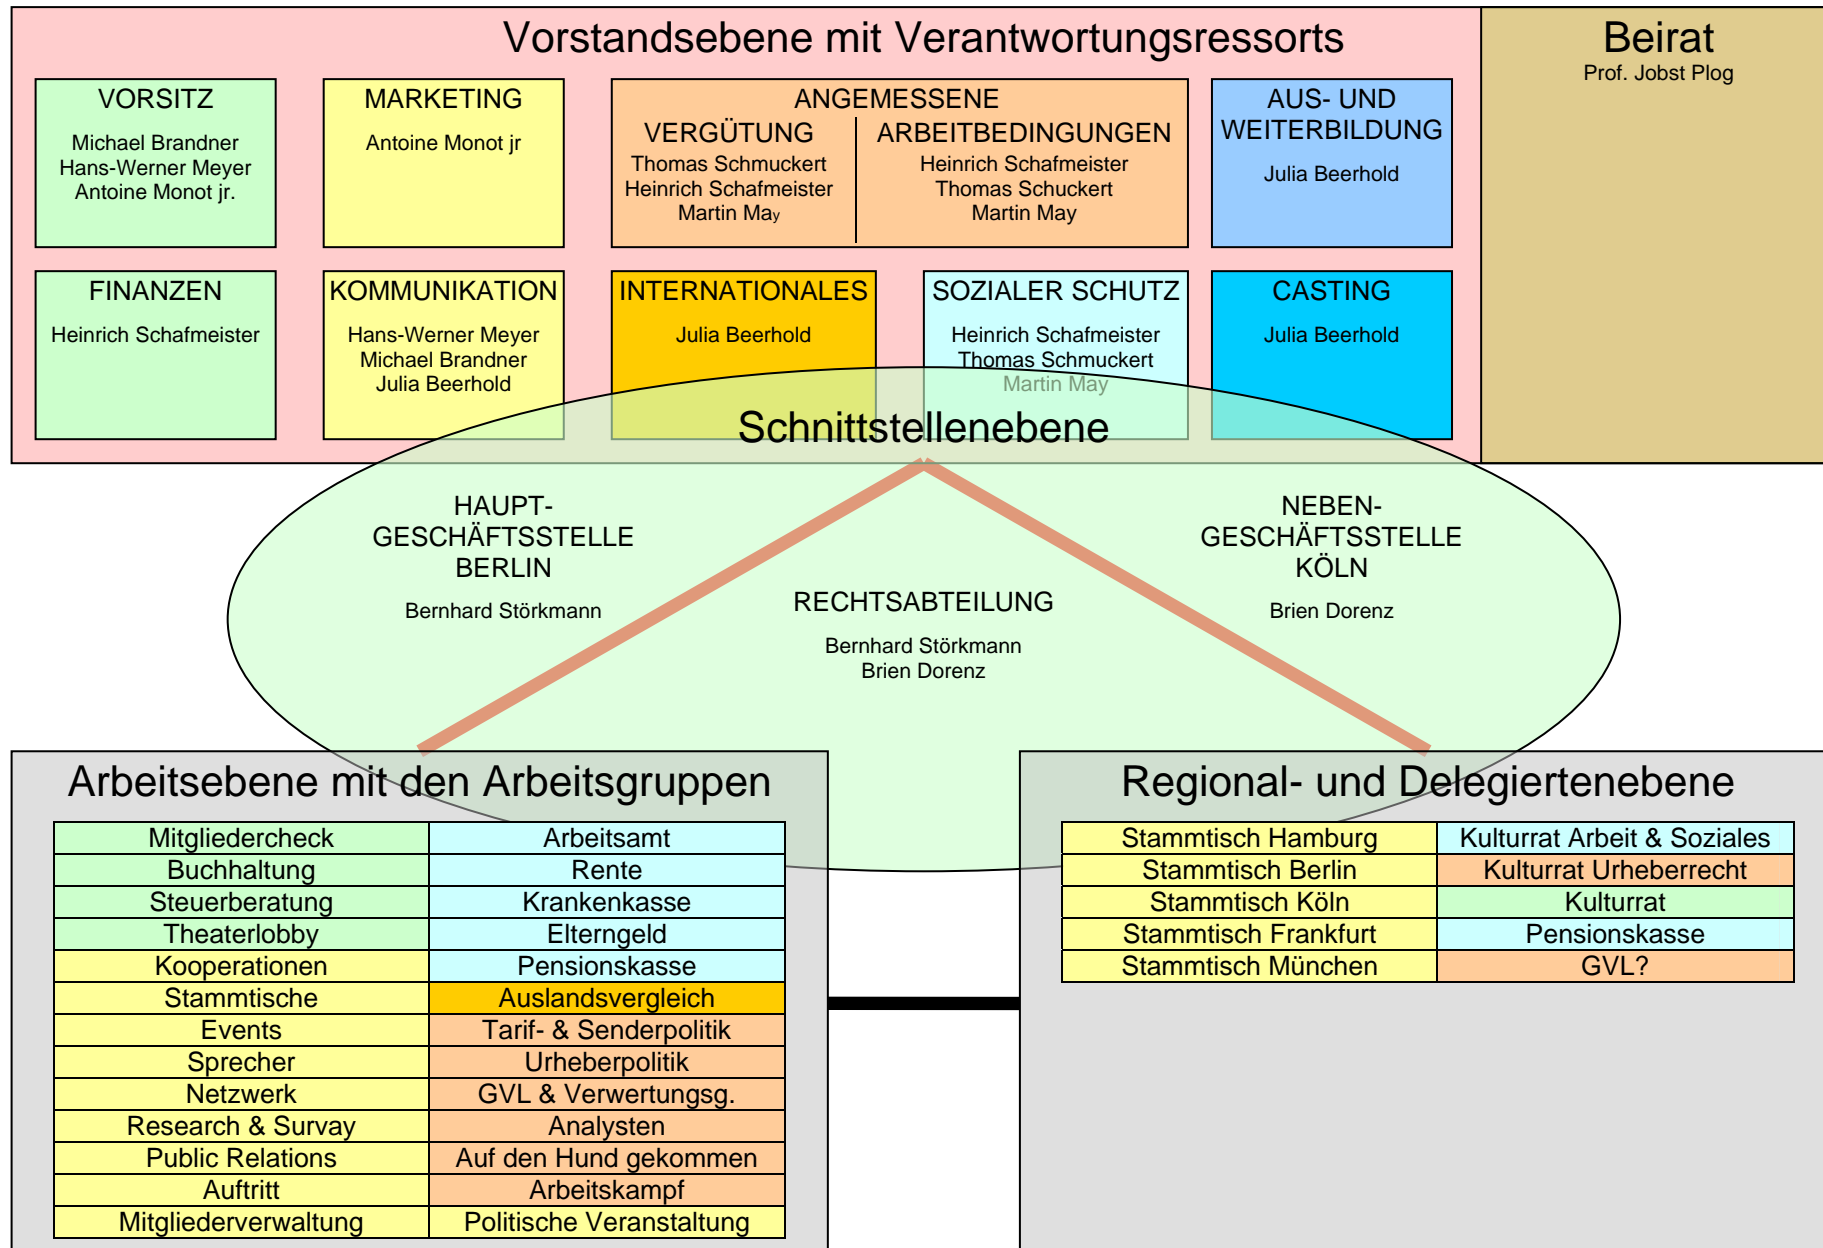 Vorstandsebene mit Verantwortungsressorts
Beirat
Prof. Jobst Plog
VORSITZ
Michael Brandner
Hans-Werner Meyer
Antoine Monot jr.
MARKETING
Antoine Monot jr
ANGEMESSENE
VERGÜTUNG
Thomas Schmuckert
Heinrich Schafmeister
Martin May
ARBEITBEDINGUNGEN
Heinrich Schafmeister
Thomas Schuckert
Martin May
AUS- UND
WEITERBILDUNG
Julia Beerhold
FINANZEN
Heinrich Schafmeister
KOMMUNIKATION
Hans-Werner Meyer
Michael Brandner
Julia Beerhold
INTERNATIONALES
Julia Beerhold
SOZIALER SCHUTZ
Heinrich Schafmeister
Thomas Schmuckert
Martin May
CASTING
Julia Beerhold
Schnittstellenebene
HAUPT-
GESCHÄFTSSTELLE
BERLIN
Bernhard Störkmann
RECHTSABTEILUNG
Bernhard Störkmann
Brien Dorenz
NEBEN-
GESCHÄFTSSTELLE
KÖLN
Brien Dorenz
Arbeitsebene mit den Arbeitsgruppen
Mitgliedercheck Arbeitsamt
Buchhaltung Rente
Steuerberatung Krankenkasse
Theaterlobby Elterngeld
Kooperationen Pensionskasse
Stammtische Auslandsvergleich
Events Tarif- & Senderpolitik
Sprecher Urheberpolitik
Netzwerk GVL & Verwertungsg.
Research & Survay Analysten
Public Relations Auf den Hund gekommen
Auftritt Arbeitskampf
Mitgliederverwaltung Politische Veranstaltung
Regional- und Delegiertenebene
Stammtisch Hamburg Kulturrat Arbeit & Soziales
Stammtisch Berlin Kulturrat Urheberrecht
Stammtisch Köln Kulturrat
Stammtisch Frankfurt Pensionskasse
Stammtisch München GVL?